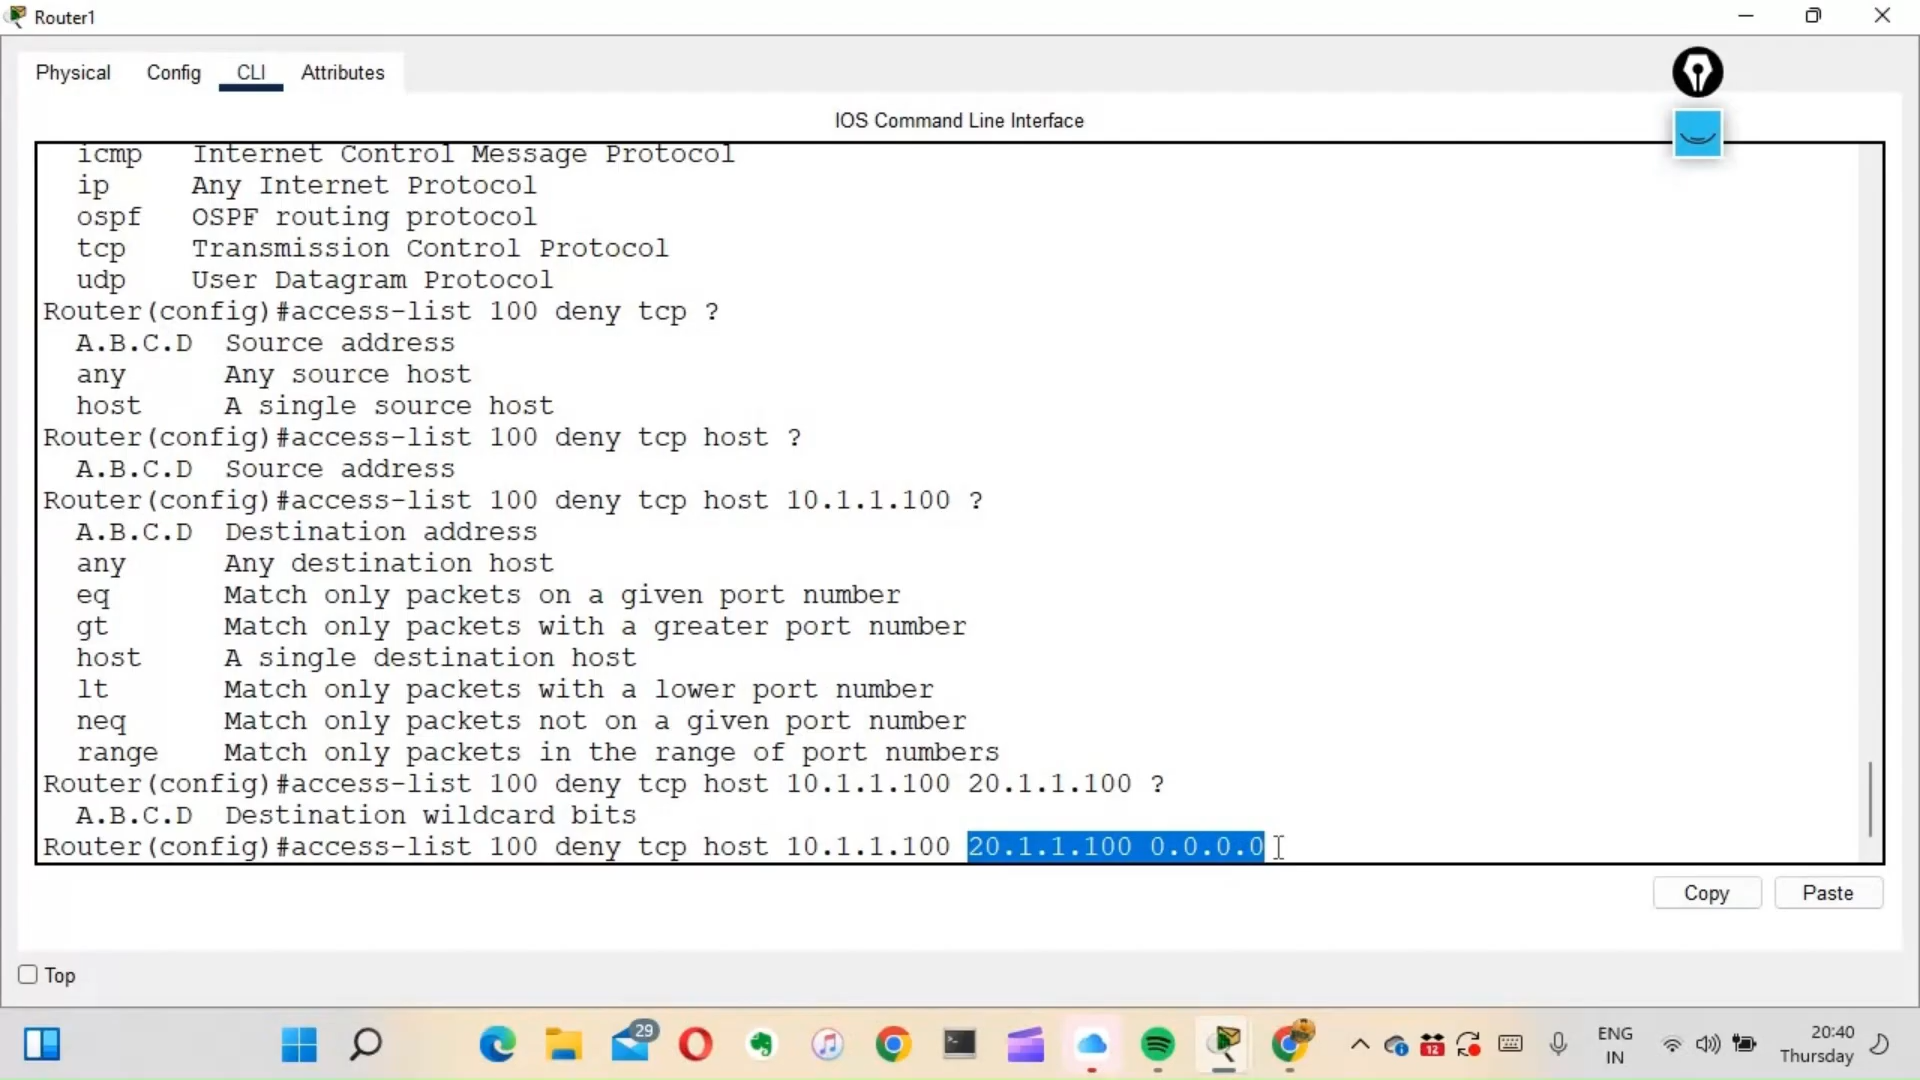 Router1
Physical Config CLI Attributes
IOS Command Line Interface
icmp Internet Control Message Protocol
ip Any Internet Protocol
ospf OSPF routing protocol
tcp Transmission Control Protocol
udp User Datagram Protocol
Router(config)#access-list 100 deny tcp ?
A.B.C.D Source address
any Any source host
host A single source host
Router(config)#access-list 100 deny tcp host ?
A.B.C.D Source address
Router(config)#access-list 100 deny tcp host 10.1.1.100 ?
A.B.C.D Destination address
any Any destination host
eq Match only packets on a given port number
gt Match only packets with a greater port number
host A single destination host
lt Match only packets with a lower port number
neq Match only packets not on a given port number
range Match only packets in the range of port numbers
Router(config)#access-list 100 deny tcp host 10.1.1.100 20.1.1.100 ?
A.B.C.D Destination wildcard bits
Router(config)#access-list 100 deny tcp host 10.1.1.100 20.1.1.100 0.0.0.0
Copy Paste
Top
29
12
ENG
IN
20:40
Thursday